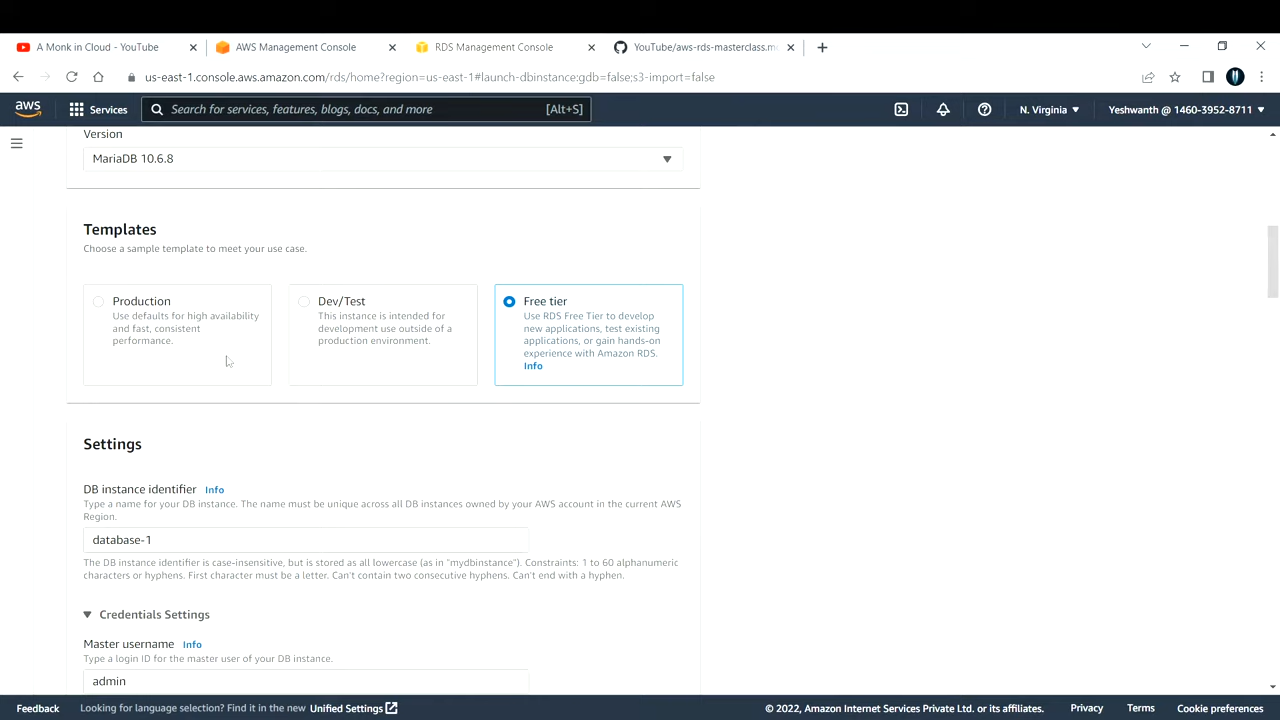 A Monk in Cloud - YouTube
AWS Management Console
RDS Management Console
YouTube/aws-rds-masterclass.m
us-east-1.console.aws.amazon.com/rds/home?region=us-east-1#launch-dbinstance:gdb=false;s3-import=false
aws
Services
Search for services, features, blogs, docs, and more
[Alt+S]
N. Virginia
Yeshwanth @ 1460-3952-8711
Version
MariaDB 10.6.8
Templates
Choose a sample template to meet your use case.
Production
Use defaults for high availability
and fast, consistent
performance.
Dev/Test
This instance is intended for
development use outside of a
production environment.
Free tier
Use RDS Free Tier to develop
new applications, test existing
applications, or gain hands-on
experience with Amazon RDS.
Info
Settings
DB instance identifier Info
Type a name for your DB instance. The name must be unique across all DB instances owned by your AWS account in the current AWS
Region.
database-1
The DB instance identifier is case-insensitive, but is stored as all lowercase (as in "mydbinstance"). Constraints: 1 to 60 alphanumeric
characters or hyphens. First character must be a letter. Can't contain two consecutive hyphens. Can't end with a hyphen.
Credentials Settings
Master username Info
Type a login ID for the master user of your DB instance.
admin
Feedback
Looking for language selection? Find it in the new Unified Settings
© 2022, Amazon Internet Services Private Ltd. or its affiliates.
Privacy
Terms
Cookie preferences